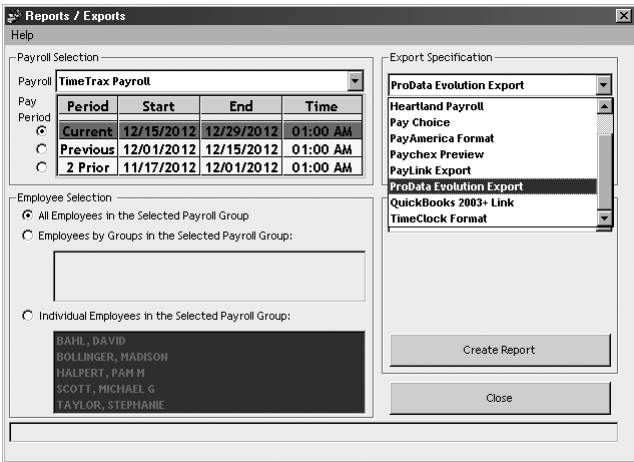 Reports / Exports
Help
Payroll Selection
Payroll TimeTrax Payroll
Pay Period
Period Start End Time
Current 12/15/2012 12/29/2012 01:00 AM
Previous 12/01/2012 12/15/2012 01:00 AM
2 Prior 11/17/2012 12/01/2012 01:00 AM
Employee Selection
All Employees in the Selected Payroll Group
Employees by Groups in the Selected Payroll Group:
Individual Employees in the Selected Payroll Group:
BAHL, DAVID
BOLLINGER, MADISON
HALPERT, PAM M
SCOTT, MICHAEL G
TAYLOR, STEPHANIE
Export Specification
ProData Evolution Export
Heartland Payroll
Pay Choice
PayAmerica Format
Paychex Preview
PayLink Export
ProData Evolution Export
QuickBooks 2003+ Link
TimeClock Format
Create Report
Close